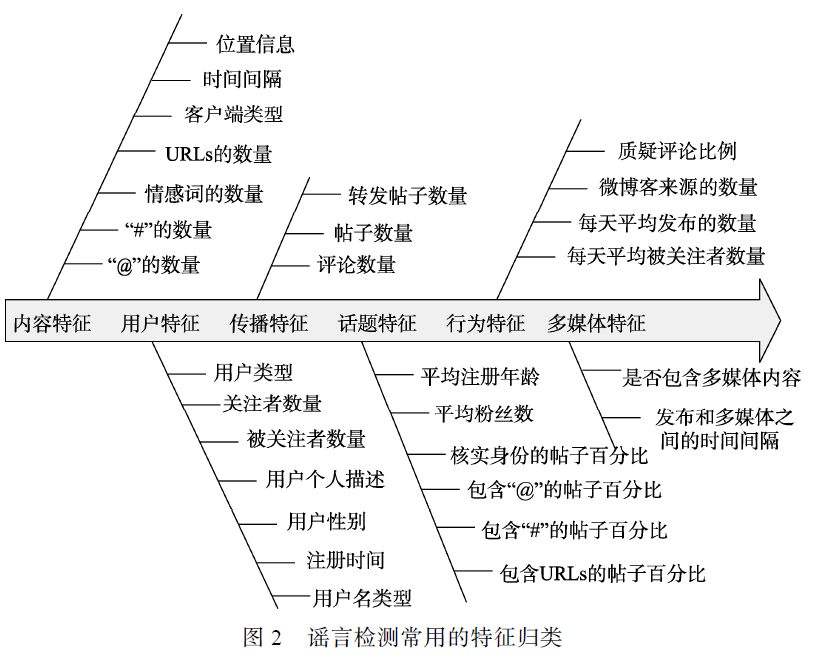 位置信息
时间间隔
客户端类型
URLs的数量
情感词的数量
“#”的数量
“@”的数量
转发帖子数量
帖子数量
评论数量
质疑评论比例
微博客来源的数量
每天平均发布的数量
每天平均被关注者数量
内容特征 用户特征 传播特征 话题特征 行为特征 多媒体特征
用户类型
关注者数量
被关注者数量
用户个人描述
用户性别
注册时间
用户名类型
平均注册年龄
平均粉丝数
核实身份的帖子百分比
包含“@”的帖子百分比
包含“#”的帖子百分比
包含URLs的帖子百分比
是否包含多媒体内容
发布和多媒体之
间的时间间隔
图 2 谣言检测常用的特征归类